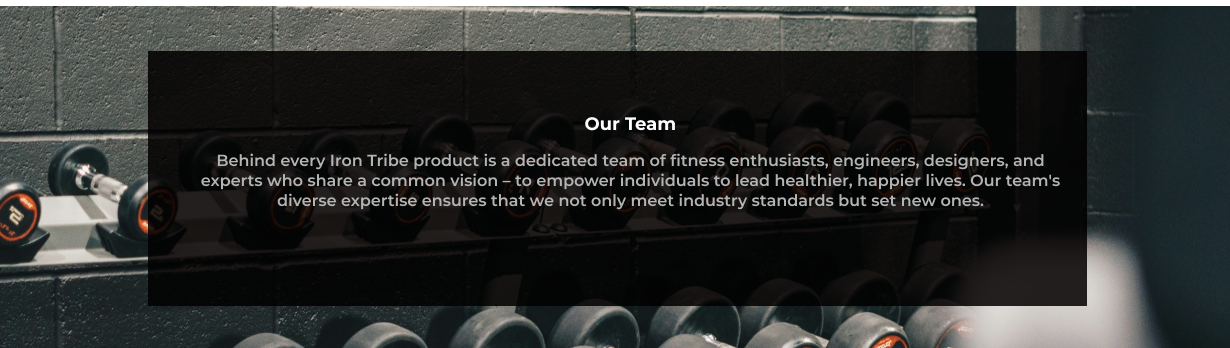 Our Team
Behind every Iron Tribe product is a dedicated team of fitness enthusiasts, engineers, designers, and
experts who share a common vision – to empower individuals to lead healthier, happier lives. Our team's
diverse expertise ensures that we not only meet industry standards but set new ones.